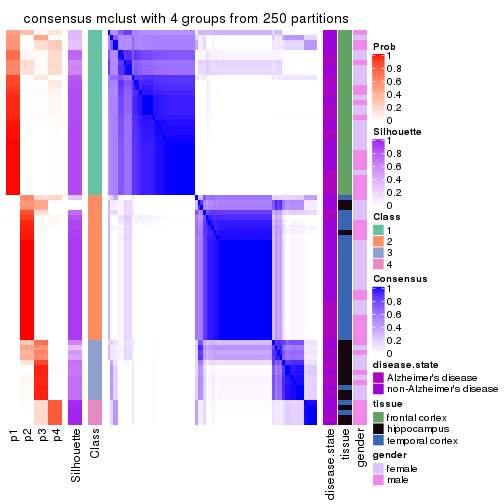 consensus mclust with 4 groups from 250 partitions
Prob
1
0.8
0.6
0.4
0.2
0
Silhouette
1
0.8
0.6
0.4
0.2
0
Class
1
2
3
4
Consensus
1
0.8
0.6
0.4
0.2
0
disease.state
Alzheimer's disease
non-Alzheimer's disease
tissue
frontal cortex
hippocampus
temporal cortex
gender
female
male
p1
p2
p3
p4
Silhouette
Class
disease.state
tissue
gender